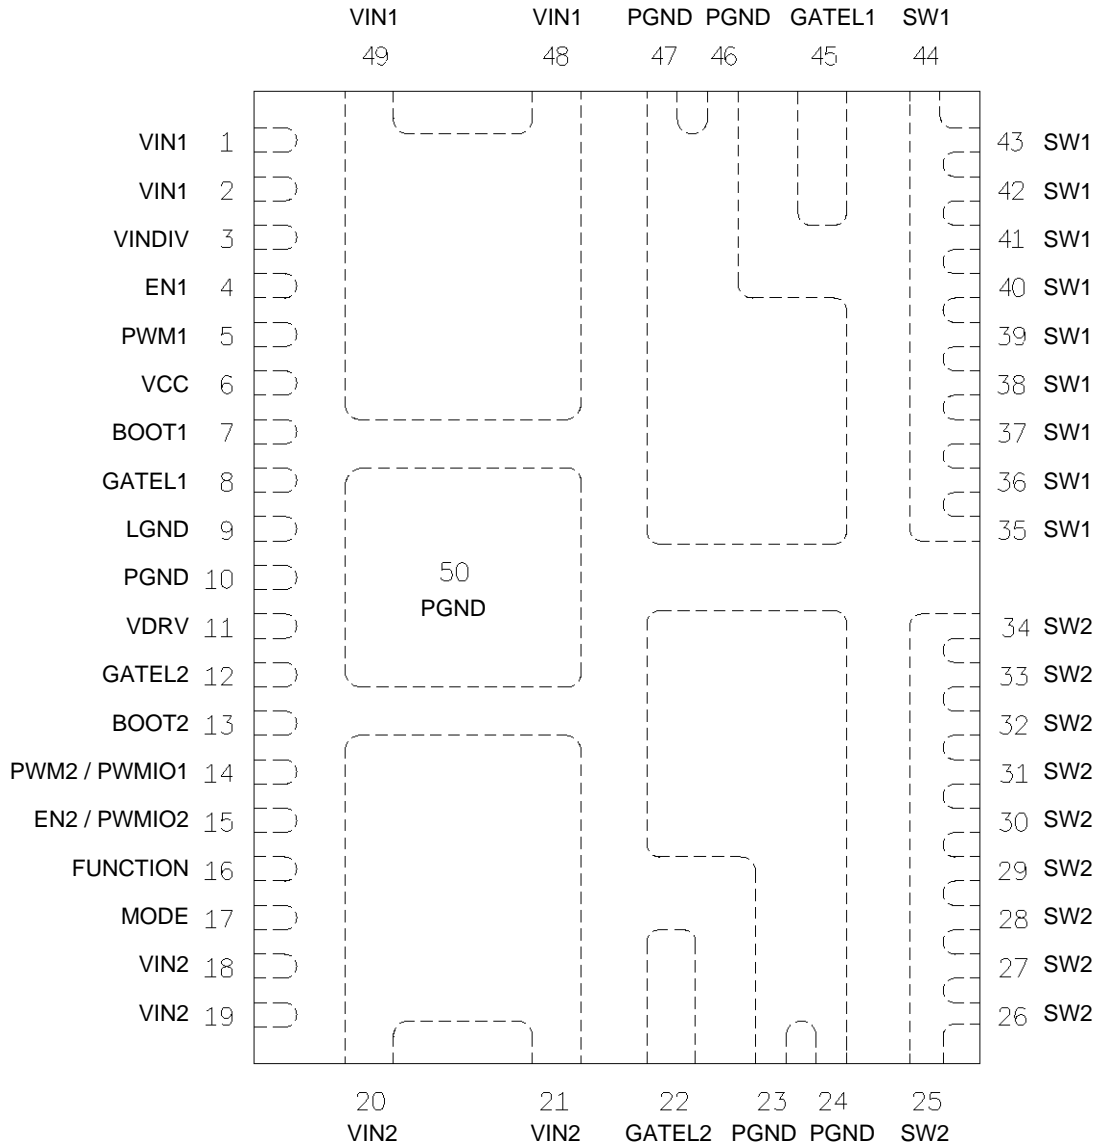 VIN1 VIN1 PGND PGND GATEL1 SW1
49 48 47 46 45 44
VIN1 1 43 SW1
VIN1 2 42 SW1
VINDIV 3 41 SW1
EN1 4 40 SW1
PWM1 5 39 SW1
VCC 6 38 SW1
BOOT1 7 37 SW1
GATEL1 8 36 SW1
LGND 9 35 SW1
50
PGND 10
PGND
VDRV 11 34 SW2
GATEL2 12 33 SW2
BOOT2 13 32 SW2
PWM2 / PWMIO1 14 31 SW2
EN2 / PWMIO2 15 30 SW2
FUNCTION 16 29 SW2
MODE 17 28 SW2
VIN2 18 27 SW2
VIN2 19 26 SW2
20 21 22 23 24 25
VIN2 VIN2 GATEL2 PGND PGND SW2